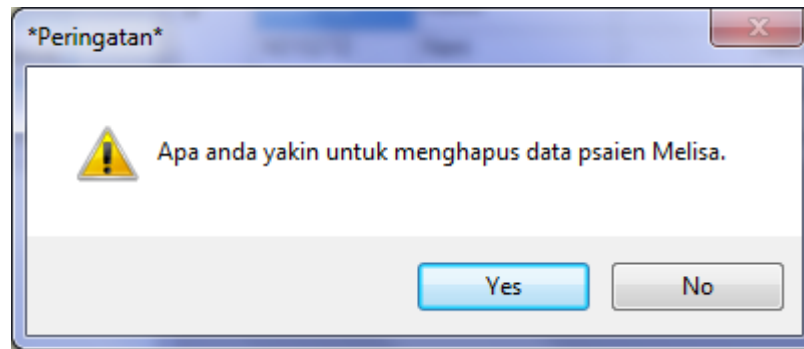 *Peringatan*
Apa anda yakin untuk menghapus data psaien Melisa.
Yes
No